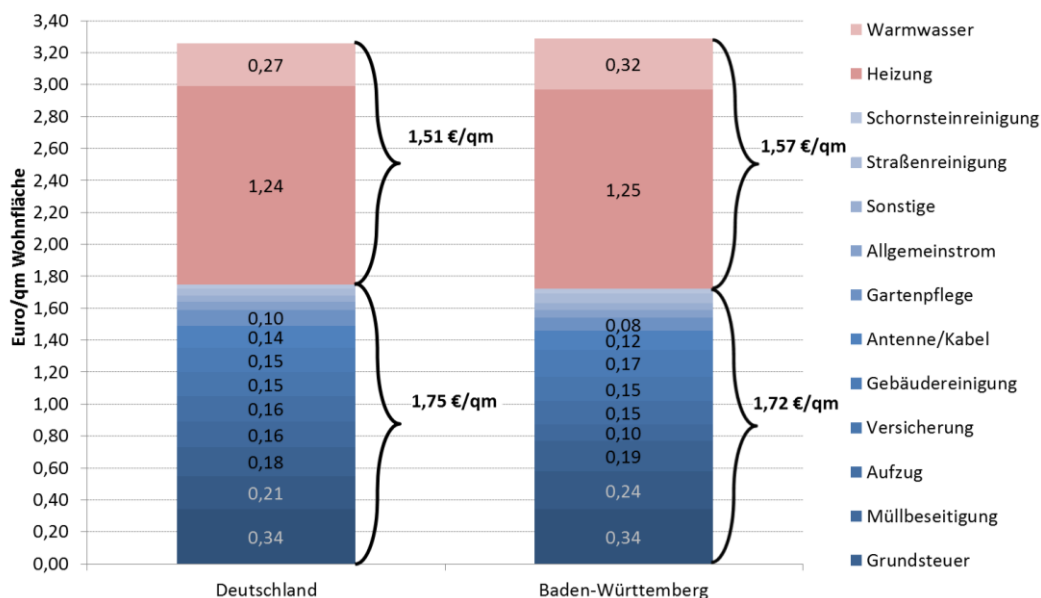 Euro/qm Wohnfläche
3,40
3,20
3,00
2,80
2,60
2,40
2,20
2,00
1,80
1,60
1,40
1,20
1,00
0,80
0,60
0,40
0,20
0,00
0,27
1,24
0,10
0,14
0,15
0,15
0,16
0,16
0,18
0,21
0,34
1,51 €/qm
1,75 €/qm
Deutschland
0,32
1,25
0,08
0,12
0,17
0,15
0,15
0,10
0,19
0,24
0,34
1,57 €/qm
1,72 €/qm
Baden-Württemberg
Warmwasser
Heizung
Schornsteinreinigung
Straßenreinigung
Sonstige
Allgemeinstrom
Gartenpflege
Antenne/Kabel
Gebäudereinigung
Versicherung
Aufzug
Müllbeseitigung
Grundsteuer